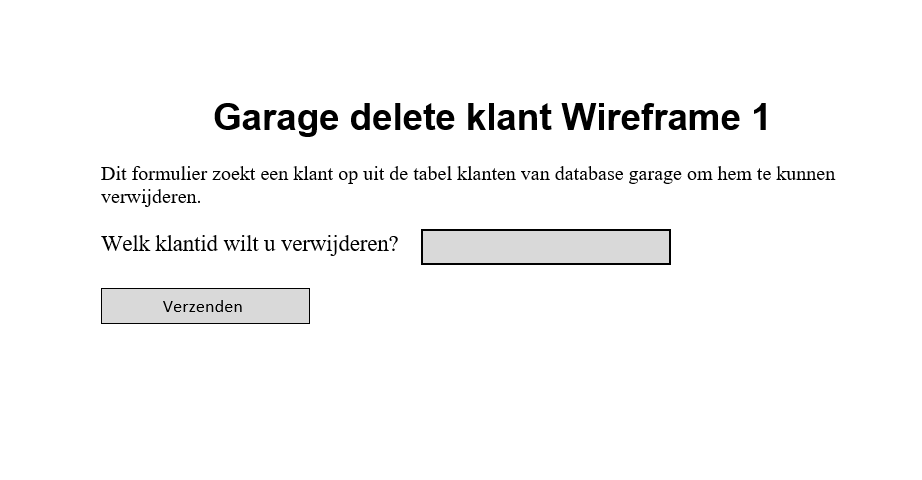 Garage delete klant Wireframe 1
Dit formulier zoekt een klant op uit de tabel klanten van database garage om hem te kunnen
verwijderen.
Welk klantid wilt u verwijderen?
Verzenden